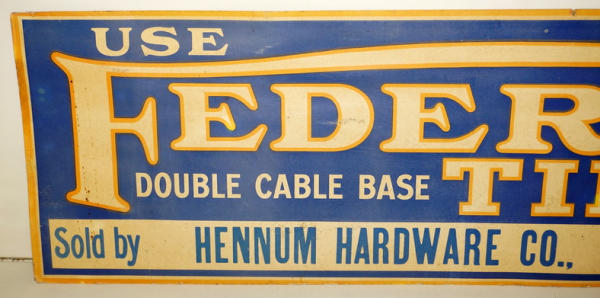 USE
FEDER
DOUBLE CABLE BASE TI
Sold by HENNUM HARDWARE CO.,